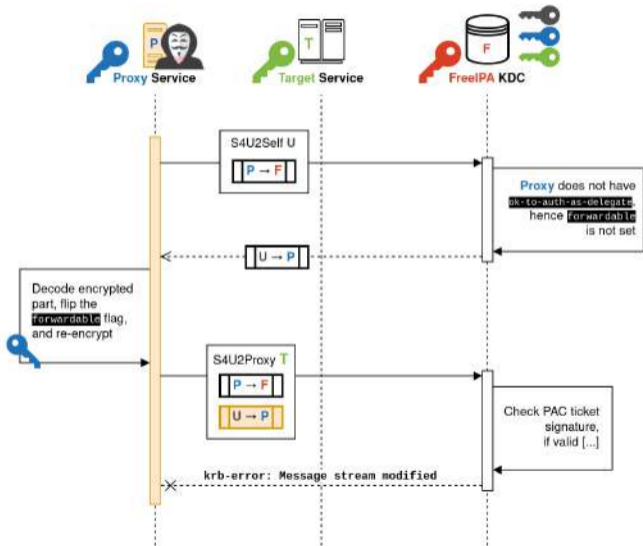 P
T
F
Proxy Service
Target Service
FreeIPA KDC
S4U2Self U
P → F
Proxy does not have
ok-to-auth-as-delegate,
hence forwardable
is not set
U → P
Decode encrypted
part, flip the
forwardable flag,
and re-encrypt
S4U2Proxy T
P → F
U → P
Check PAC ticket
signature,
if valid [...]
krb-error: Message stream modified